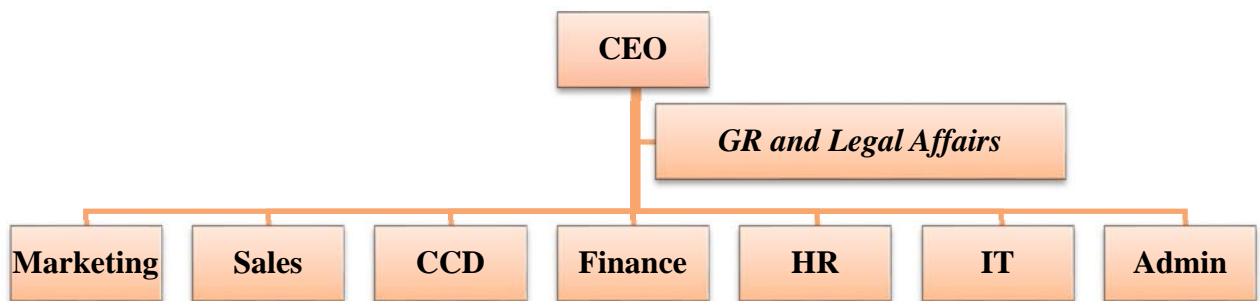 CEO
GR and Legal Affairs
Marketing
Sales
CCD
Finance
HR
IT
Admin